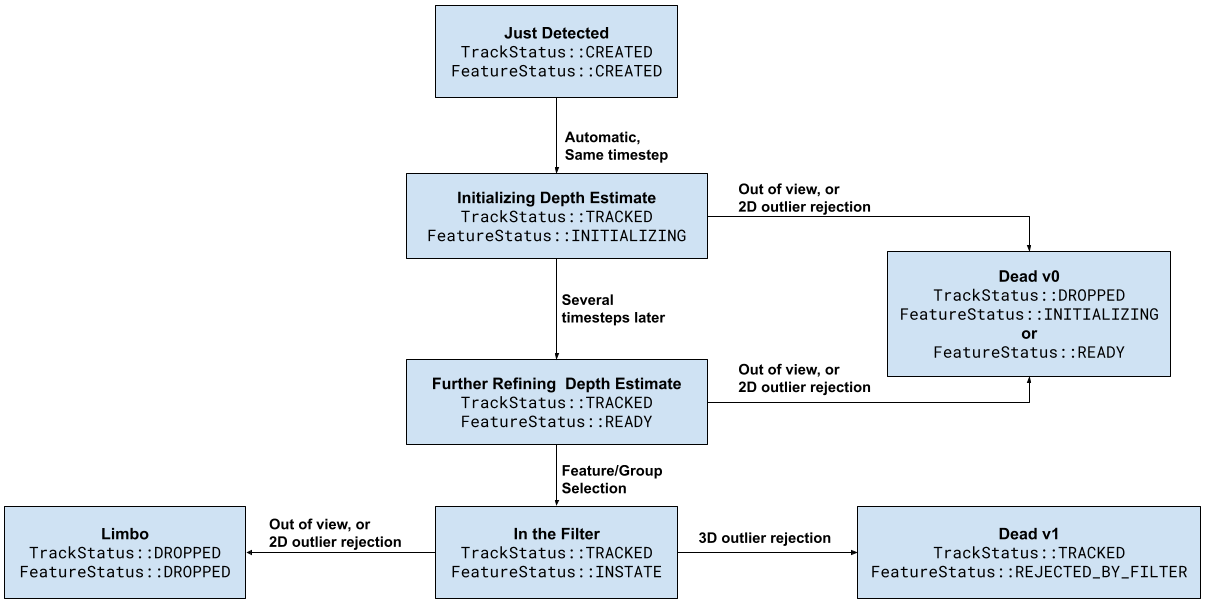 Just Detected
TrackStatus::CREATED
FeatureStatus::CREATED
Automatic,
Same timestep
Initializing Depth Estimate
TrackStatus::TRACKED
FeatureStatus::INITIALIZING
Out of view, or
2D outlier rejection
Dead v0
TrackStatus::DROPPED
FeatureStatus::INITIALIZING
or
FeatureStatus::READY
Several
timesteps later
Further Refining  Depth Estimate
TrackStatus::TRACKED
FeatureStatus::READY
Out of view, or
2D outlier rejection
Feature/Group
Selection
Limbo
TrackStatus::DROPPED
FeatureStatus::DROPPED
Out of view, or
2D outlier rejection
In the Filter
TrackStatus::TRACKED
FeatureStatus::INSTATE
3D outlier rejection
Dead v1
TrackStatus::TRACKED
FeatureStatus::REJECTED_BY_FILTER